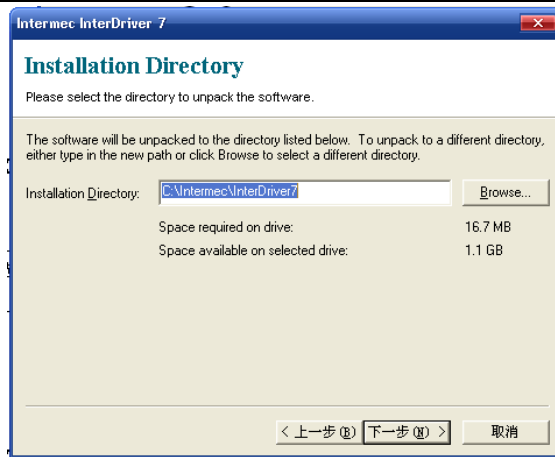 Intermec InterDriver 7
Installation Directory
Please select the directory to unpack the software.
The software will be unpacked to the directory listed below. To unpack to a different directory,
either type in the new path or click Browse to select a different directory.
Installation Directory: C:\Intermec\InterDriver7 Browse...
Space required on drive: 16.7 MB
Space available on selected drive: 1.1 GB
< 上一步(B) 下一步(N) > 取消